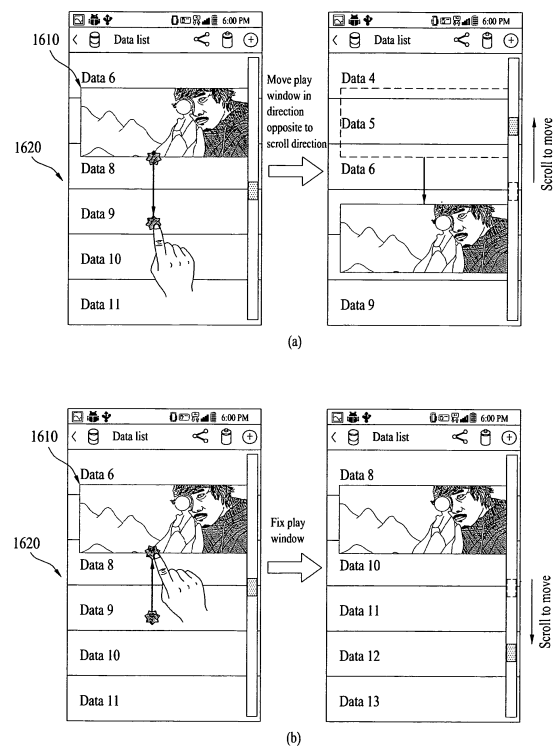 1610
6:00 PM
Data list
Data 6
1620
Data 8
Data 9
Data 10
Data 11
Move play
window in
direction
opposite to
scroll direction
6:00 PM
Data list
Data 4
Data 5
Data 6
Data 9
Scroll to move
(a)
1610
6:00 PM
Data list
Data 6
1620
Data 8
Data 9
Data 10
Data 11
Fix play
window
6:00 PM
Data list
Data 8
Data 10
Data 11
Data 12
Data 13
Scroll to move
(b)